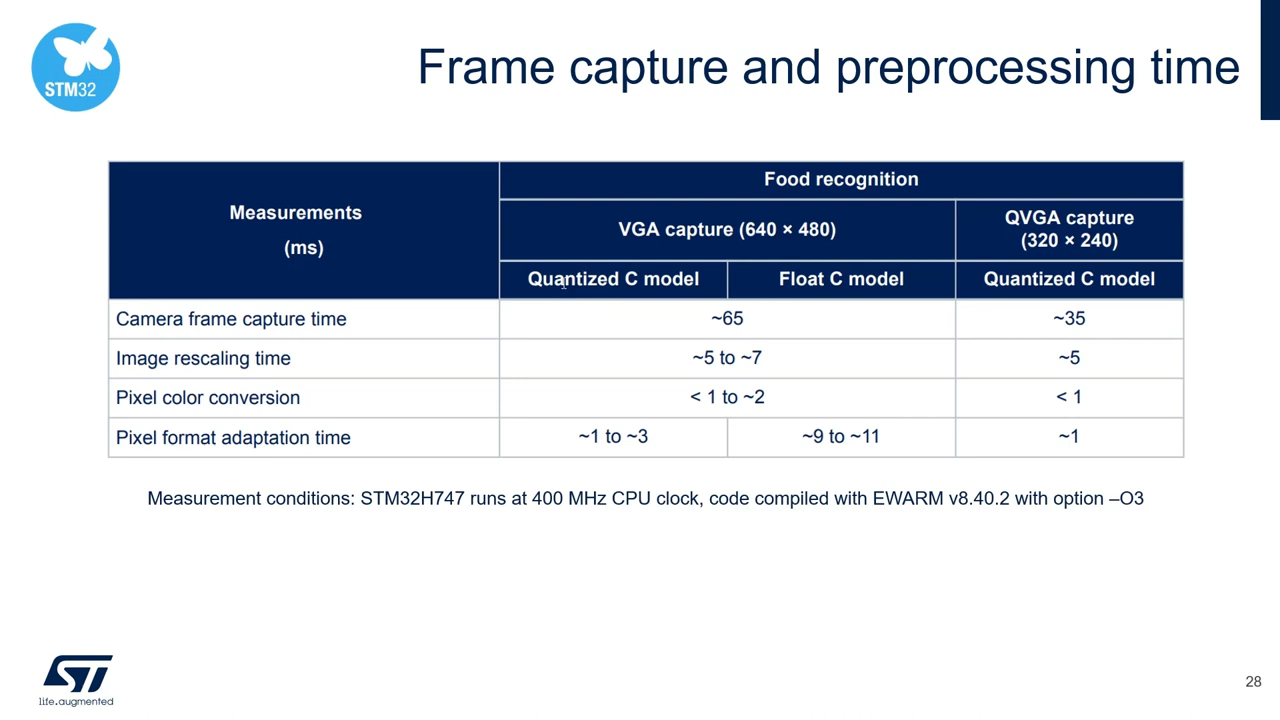 STM32
Frame capture and preprocessing time
Measurements
(ms)
Food recognition
VGA capture (640 × 480)
QVGA capture
(320 × 240)
Quantized C model
Float C model
Quantized C model
Camera frame capture time
~65
~35
Image rescaling time
~5 to ~7
~5
Pixel color conversion
< 1 to ~2
< 1
Pixel format adaptation time
~1 to ~3
~9 to ~11
~1
Measurement conditions: STM32H747 runs at 400 MHz CPU clock, code compiled with EWARM v8.40.2 with option –O3
ST
life.augmented
28